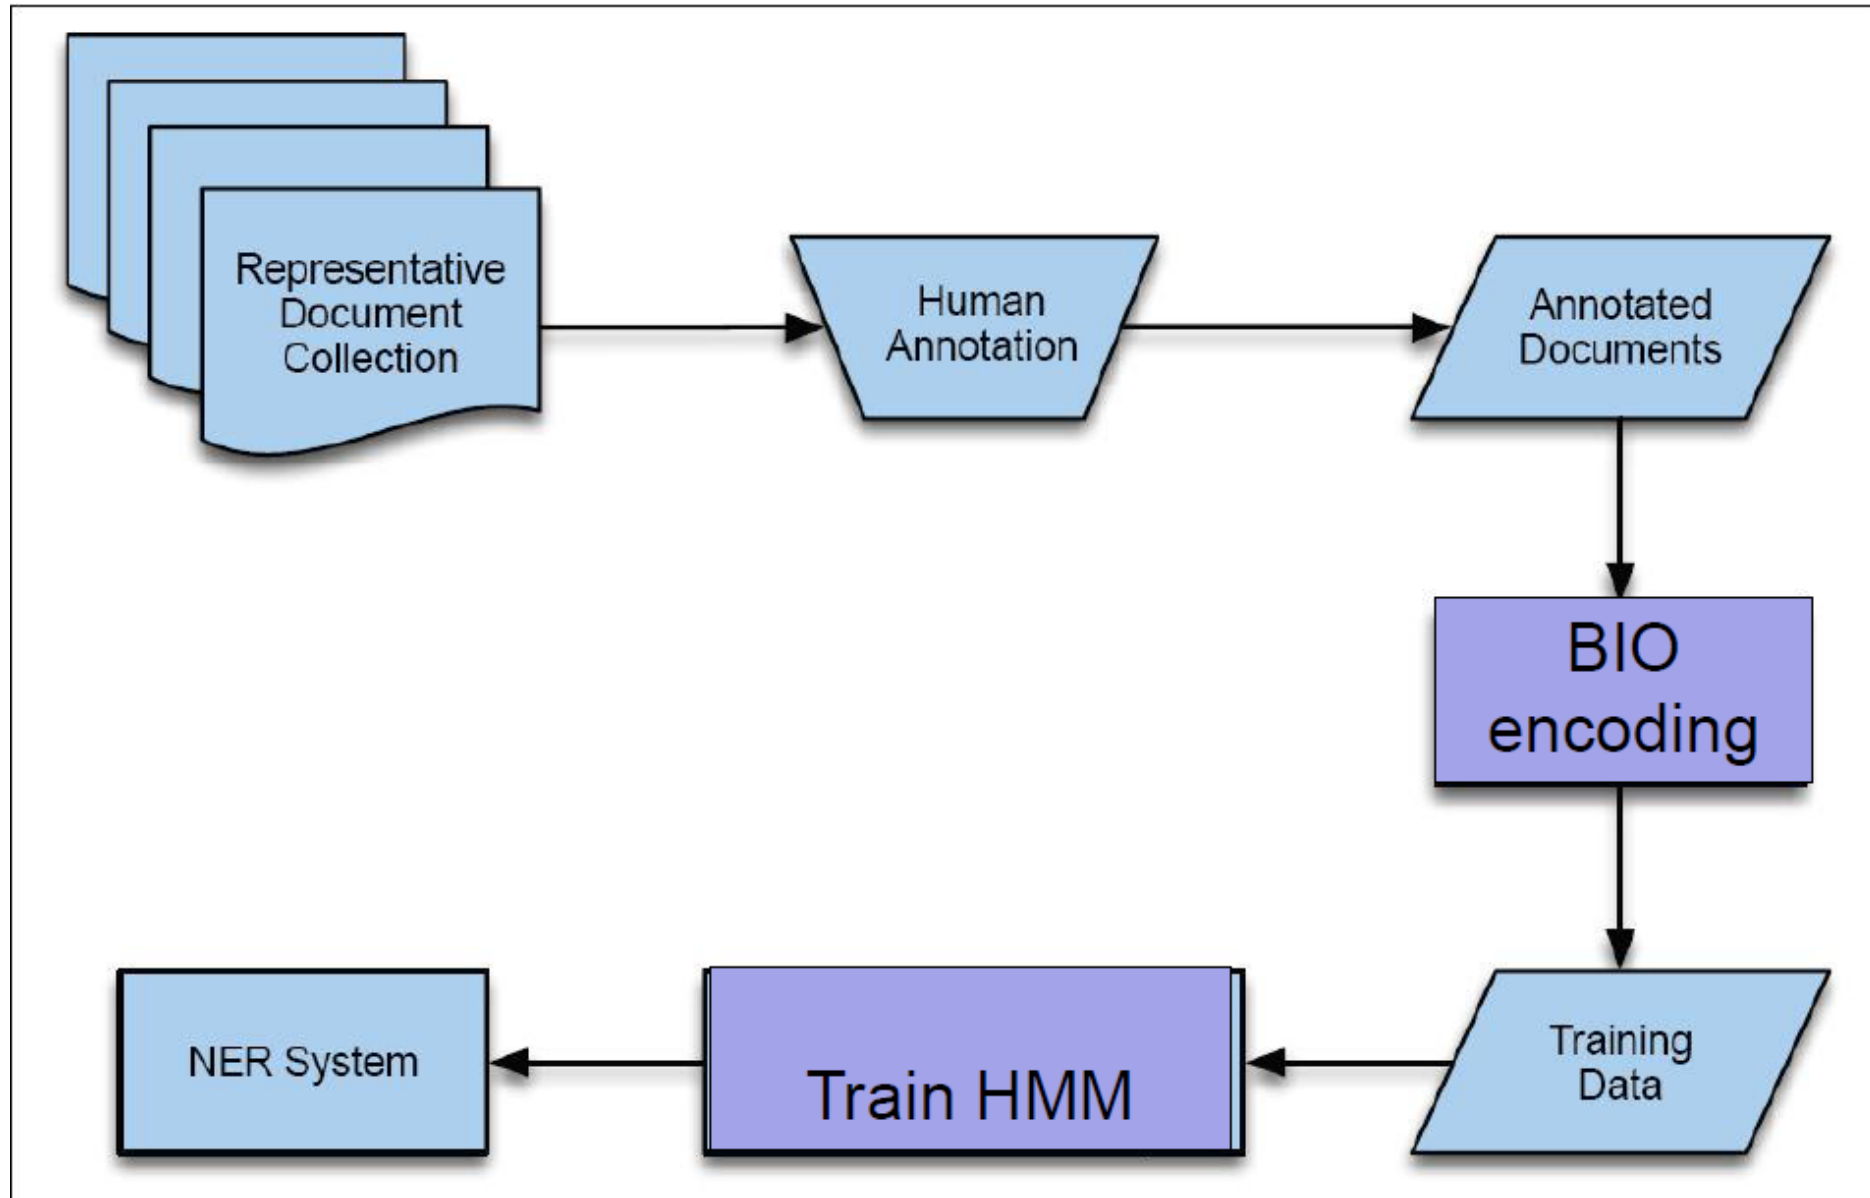 Representative
Document
Collection
Human
Annotation
Annotated
Documents
BIO
encoding
Training
Data
Train HMM
NER System